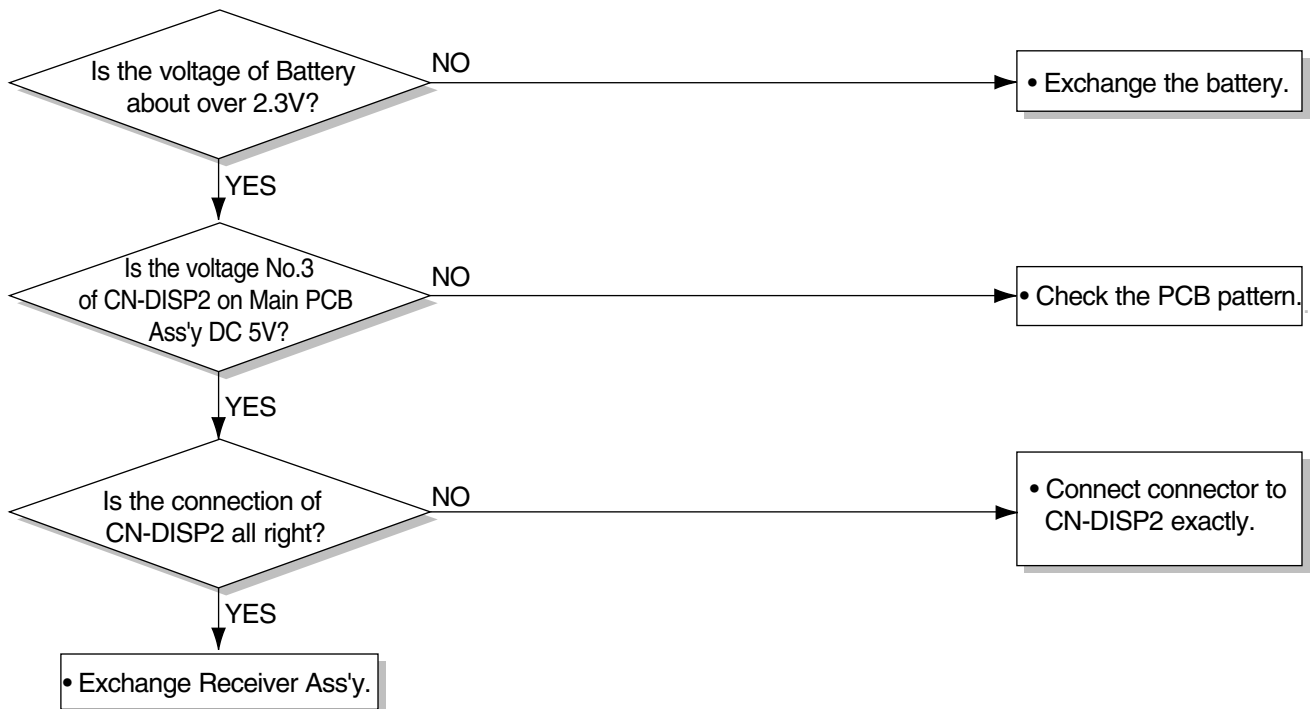 Is the voltage of Battery
about over 2.3V?
NO
• Exchange the battery.
YES
Is the voltage No.3
of CN-DISP2 on Main PCB
Ass'y DC 5V?
NO
• Check the PCB pattern.
YES
Is the connection of
CN-DISP2 all right?
NO
• Connect connector to
CN-DISP2 exactly.
YES
• Exchange Receiver Ass'y.